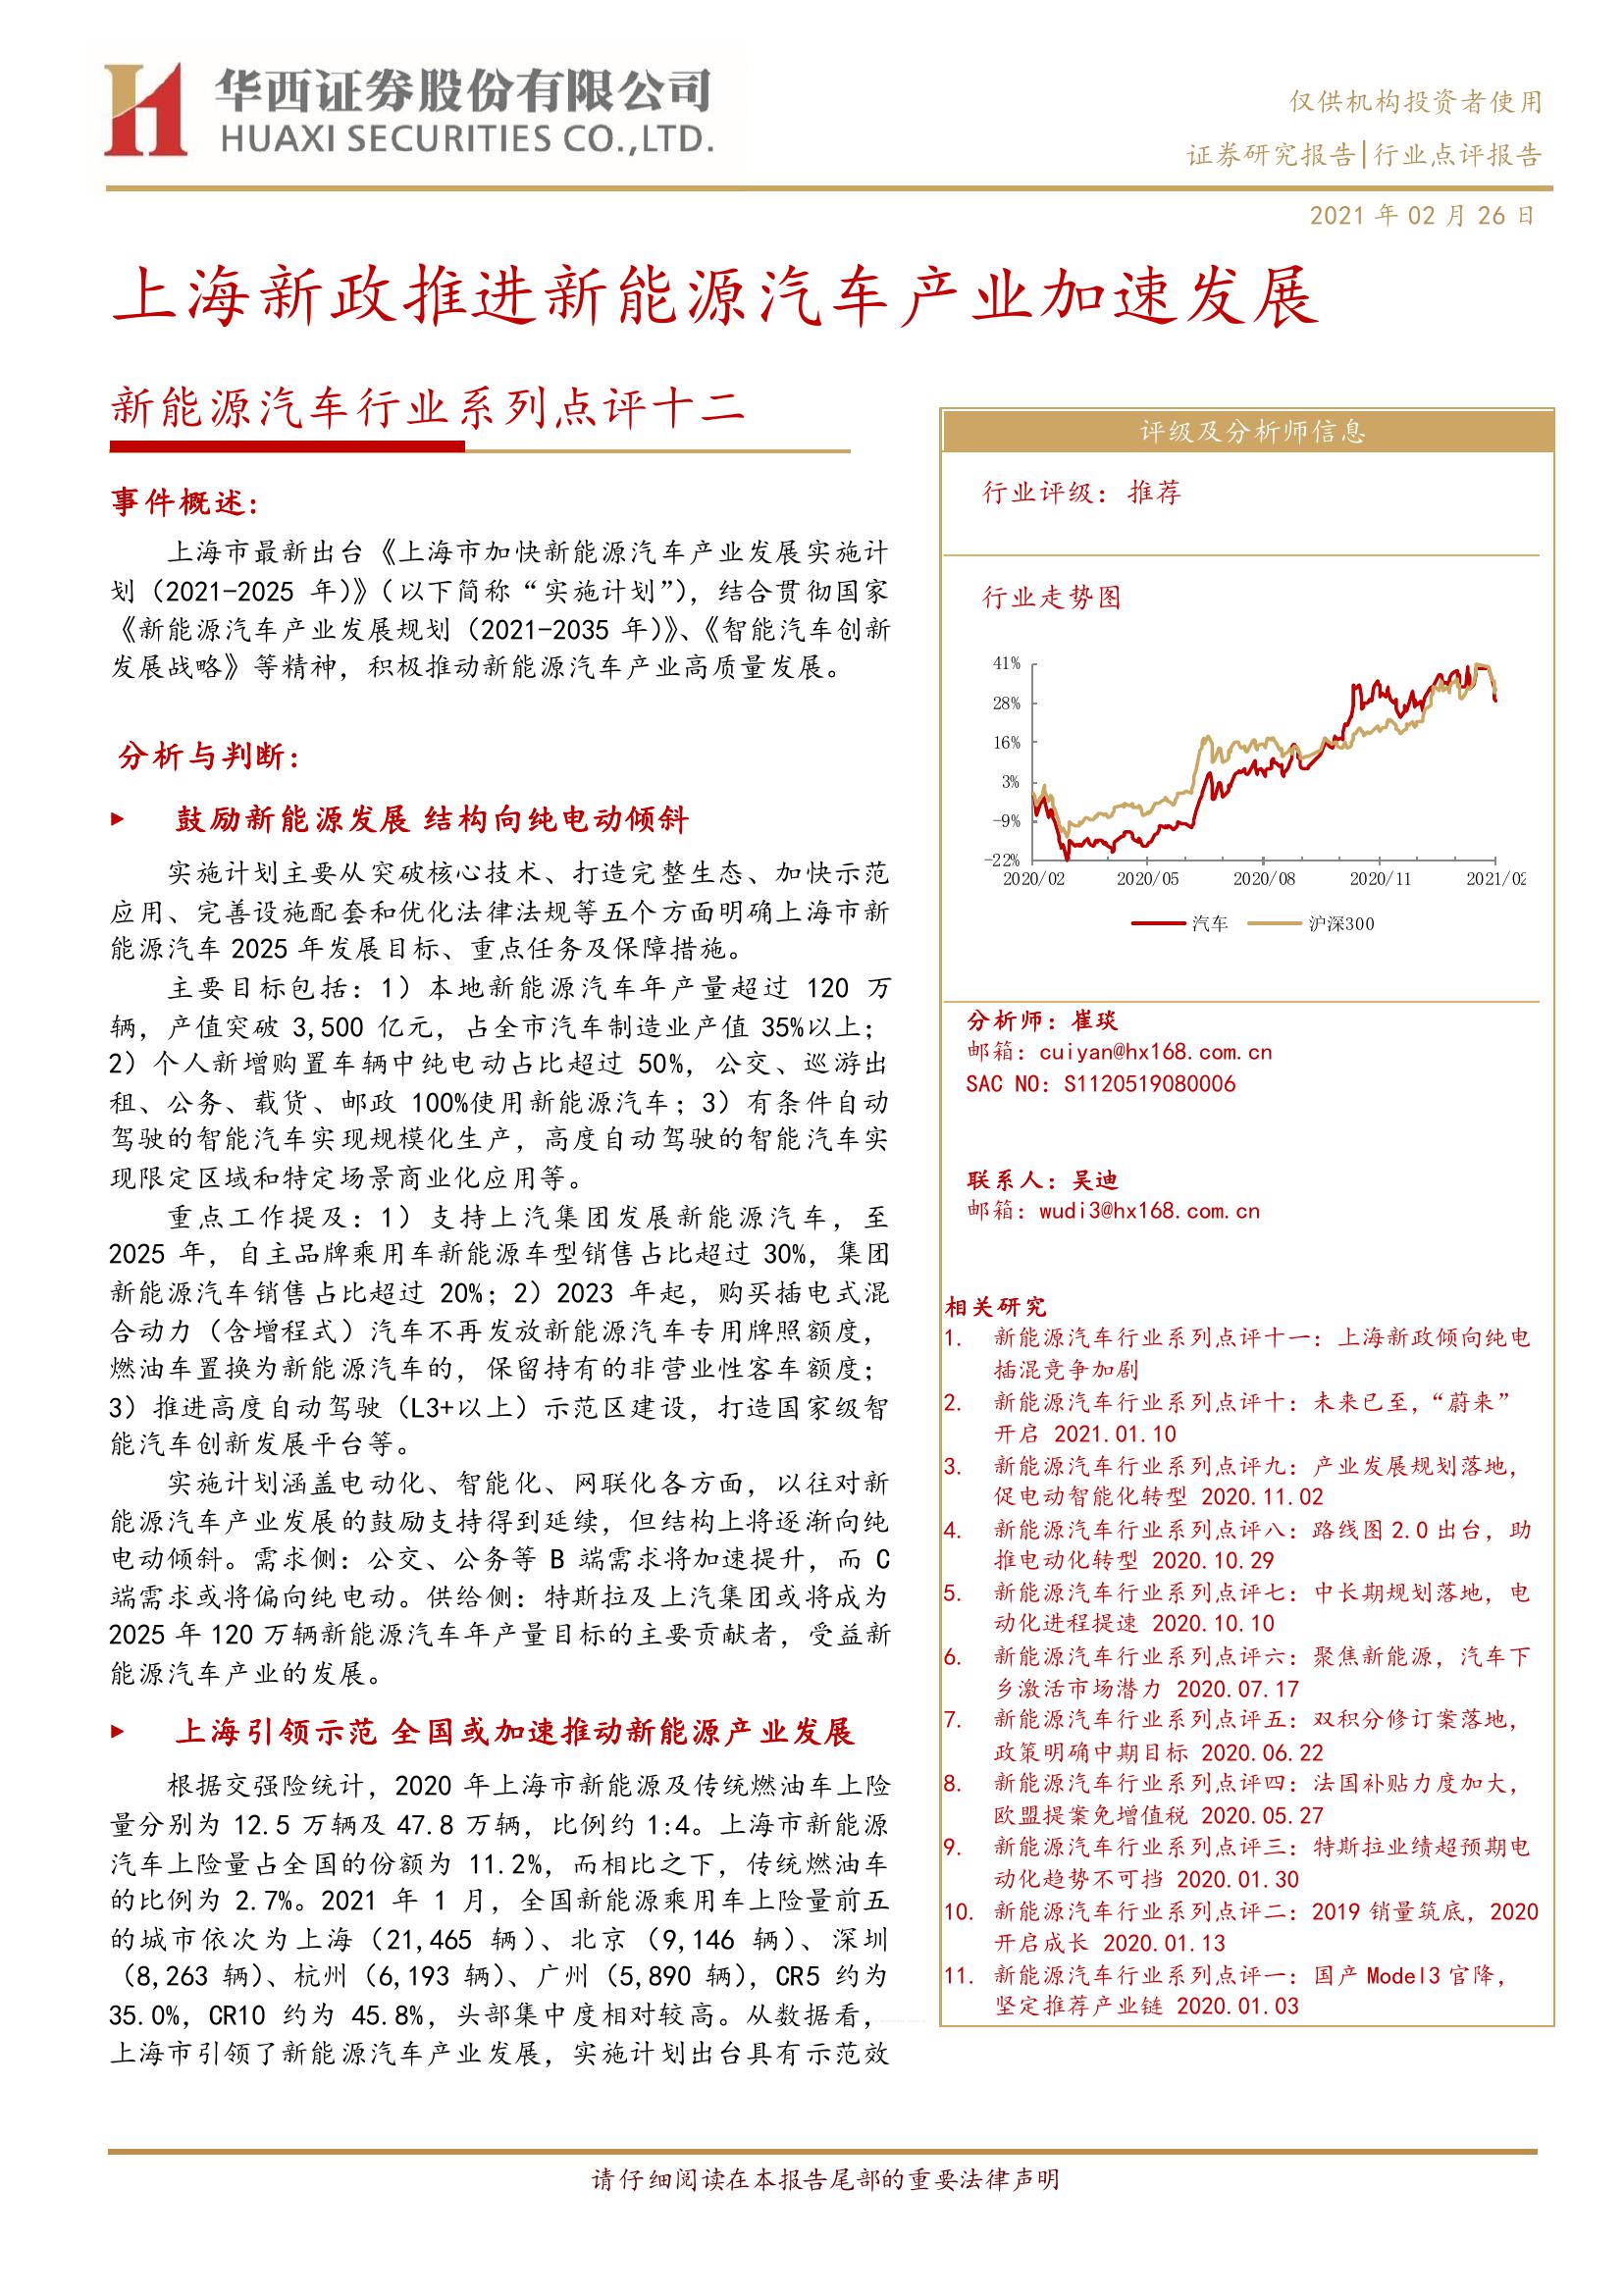 华西证券股份有限公司
HUAXI SECURITIES CO.,LTD.
仅供机构投资者使用
证券研究报告|行业点评报告
2021 年 02 月 26 日
上海新政推进新能源汽车产业加速发展
新能源汽车行业系列点评十二
事件概述：
上海市最新出台《上海市加快新能源汽车产业发展实施计
划（2021-2025 年）》（以下简称“实施计划”），结合贯彻国家
《新能源汽车产业发展规划（2021-2035 年）》、《智能汽车创新
发展战略》等精神，积极推动新能源汽车产业高质量发展。
分析与判断：
► 鼓励新能源发展 结构向纯电动倾斜
实施计划主要从突破核心技术、打造完整生态、加快示范
应用、完善设施配套和优化法律法规等五个方面明确上海市新
能源汽车 2025 年发展目标、重点任务及保障措施。
主要目标包括：1）本地新能源汽车年产量超过 120 万
辆，产值突破 3,500 亿元，占全市汽车制造业产值 35%以上；
2）个人新增购置车辆中纯电动占比超过 50%，公交、巡游出
租、公务、载货、邮政 100%使用新能源汽车；3）有条件自动
驾驶的智能汽车实现规模化生产，高度自动驾驶的智能汽车实
现限定区域和特定场景商业化应用等。
重点工作提及：1）支持上汽集团发展新能源汽车，至
2025 年，自主品牌乘用车新能源车型销售占比超过 30%，集团
新能源汽车销售占比超过 20%；2）2023 年起，购买插电式混
合动力（含增程式）汽车不再发放新能源汽车专用牌照额度，
燃油车置换为新能源汽车的，保留持有的非营业性客车额度；
3）推进高度自动驾驶（L3+以上）示范区建设，打造国家级智
能汽车创新发展平台等。
实施计划涵盖电动化、智能化、网联化各方面，以往对新
能源汽车产业发展的鼓励支持得到延续，但结构上将逐渐向纯
电动倾斜。需求侧：公交、公务等 B 端需求将加速提升，而 C
端需求或将偏向纯电动。供给侧：特斯拉及上汽集团或将成为
2025 年 120 万辆新能源汽车年产量目标的主要贡献者，受益新
能源汽车产业的发展。
► 上海引领示范 全国或加速推动新能源产业发展
根据交强险统计，2020 年上海市新能源及传统燃油车上险
量分别为 12.5 万辆及 47.8 万辆，比例约 1:4。上海市新能源
汽车上险量占全国的份额为 11.2%，而相比之下，传统燃油车
的比例为 2.7%。2021 年 1 月，全国新能源乘用车上险量前五
的城市依次为上海（21,465 辆）、北京（9,146 辆）、深圳
（8,263 辆）、杭州（6,193 辆）、广州（5,890 辆），CR5 约为
35.0%，CR10 约为 45.8%，头部集中度相对较高。从数据看，
上海市引领了新能源汽车产业发展，实施计划出台具有示范效
评级及分析师信息
行业评级：推荐
行业走势图
41%
28%
16%
3%
-9%
-22%
2020/02 2020/05 2020/08 2020/11 2021/02
汽车 沪深300
分析师：崔琰
邮箱：cuiyan@hx168.com.cn
SAC NO：S1120519080006
联系人：吴迪
邮箱：wudi3@hx168.com.cn
相关研究
1. 新能源汽车行业系列点评十一：上海新政倾向纯电
插混竞争加剧
2. 新能源汽车行业系列点评十：未来已至，“蔚来”
开启 2021.01.10
3. 新能源汽车行业系列点评九：产业发展规划落地，
促电动智能化转型 2020.11.02
4. 新能源汽车行业系列点评八：路线图 2.0 出台，助
推电动化转型 2020.10.29
5. 新能源汽车行业系列点评七：中长期规划落地，电
动化进程提速 2020.10.10
6. 新能源汽车行业系列点评六：聚焦新能源，汽车下
乡激活市场潜力 2020.07.17
7. 新能源汽车行业系列点评五：双积分修订案落地，
政策明确中期目标 2020.06.22
8. 新能源汽车行业系列点评四：法国补贴力度加大，
欧盟提案免增值税 2020.05.27
9. 新能源汽车行业系列点评三：特斯拉业绩超预期电
动化趋势不可挡 2020.01.30
10. 新能源汽车行业系列点评二：2019 销量筑底，2020
开启成长 2020.01.13
11. 新能源汽车行业系列点评一：国产 Model3 官降，
坚定推荐产业链 2020.01.03
请仔细阅读在本报告尾部的重要法律声明